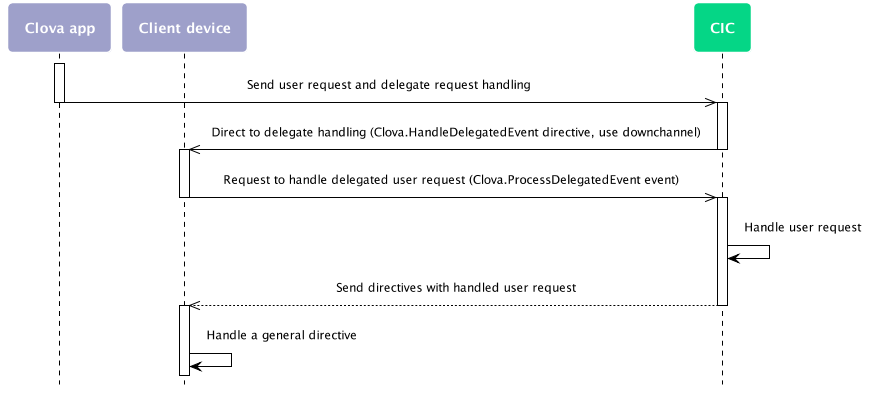 Clova app
Client device
CIC
Send user request and delegate request handling
Direct to delegate handling (Clova.HandleDelegatedEvent directive, use downchannel)
Request to handle delegated user request (Clova.ProcessDelegatedEvent event)
Handle user request
Send directives with handled user request
Handle a general directive